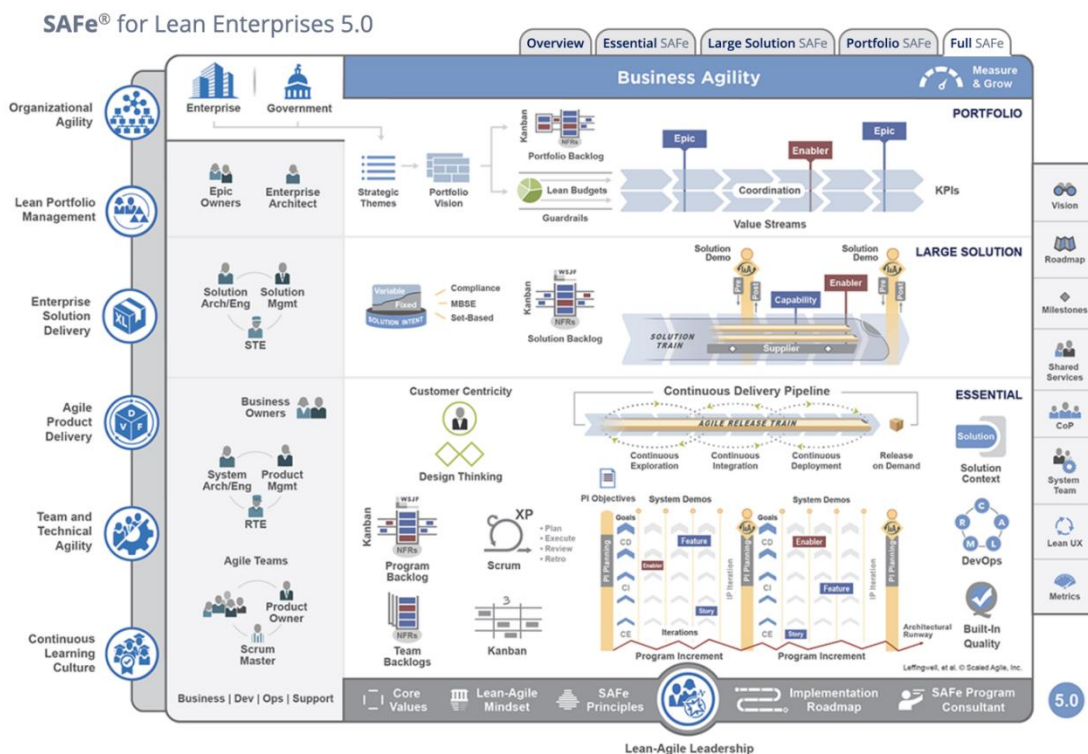 SAFe® for Lean Enterprises 5.0
Overview
Essential SAFe
Large Solution SAFe
Portfolio SAFe
Full SAFe
Organizational
Agility
Lean Portfolio
Management
Enterprise
Solution
Delivery
Agile
Product
Delivery
Team and
Technical
Agility
Continuous
Learning
Culture
Enterprise
Government
Business Agility
Measure
& Grow
PORTFOLIO
Epic
Owners
Enterprise
Architect
Strategic
Themes
Portfolio
Vision
Kanban
NFRs
Portfolio Backlog
Lean Budgets
Guardrails
Epic
Enabler
Epic
Coordination
KPIs
Value Streams
LARGE SOLUTION
Solution
Arch/Eng
Solution
Mgmt
STE
Variable
Fixed
SOLUTION INTENT
Compliance
MBSE
Set-Based
WSJF
Kanban
NFRs
Solution Backlog
Solution
Demo
Solution
Demo
I&A
I&A
Pre
Post
Pre
Post
Enabler
Capability
SOLUTION
TRAIN
Supplier
ESSENTIAL
Business
Owners
System
Arch/Eng
Product
Mgmt
RTE
Agile Teams
Product
Owner
Scrum
Master
Business | Dev | Ops | Support
Customer Centricity
Design Thinking
Continuous Delivery Pipeline
AGILE RELEASE TRAIN
Continuous
Exploration
Continuous
Integration
Continuous
Deployment
Release
on Demand
Solution
Solution
Context
WSJF
Kanban
NFRs
Program
Backlog
XP
• Plan
• Execute
• Review
• Retro
Scrum
NFRs
Team
Backlogs
Kanban
PI Objectives
System Demos
System Demos
PI Planning
Goals
CD
CI
CE
Feature
Enabler
Story
IP Iteration
I&A
PI Planning
Goals
CD
CI
CE
Enabler
Feature
Story
IP Iteration
I&A
PI Planning
Iterations
Program Increment
Program Increment
Architectural
Runway
C
A
L
M
R
DevOps
Built-In
Quality
Leffingwell, et al. © Scaled Agile, Inc.
Core
Values
Lean-Agile
Mindset
SAFe
Principles
Implementation
Roadmap
SAFe Program
Consultant
Lean-Agile Leadership
Vision
Roadmap
Milestones
Shared
Services
CoP
System
Team
Lean UX
Metrics
5.0
XL
D
V
F